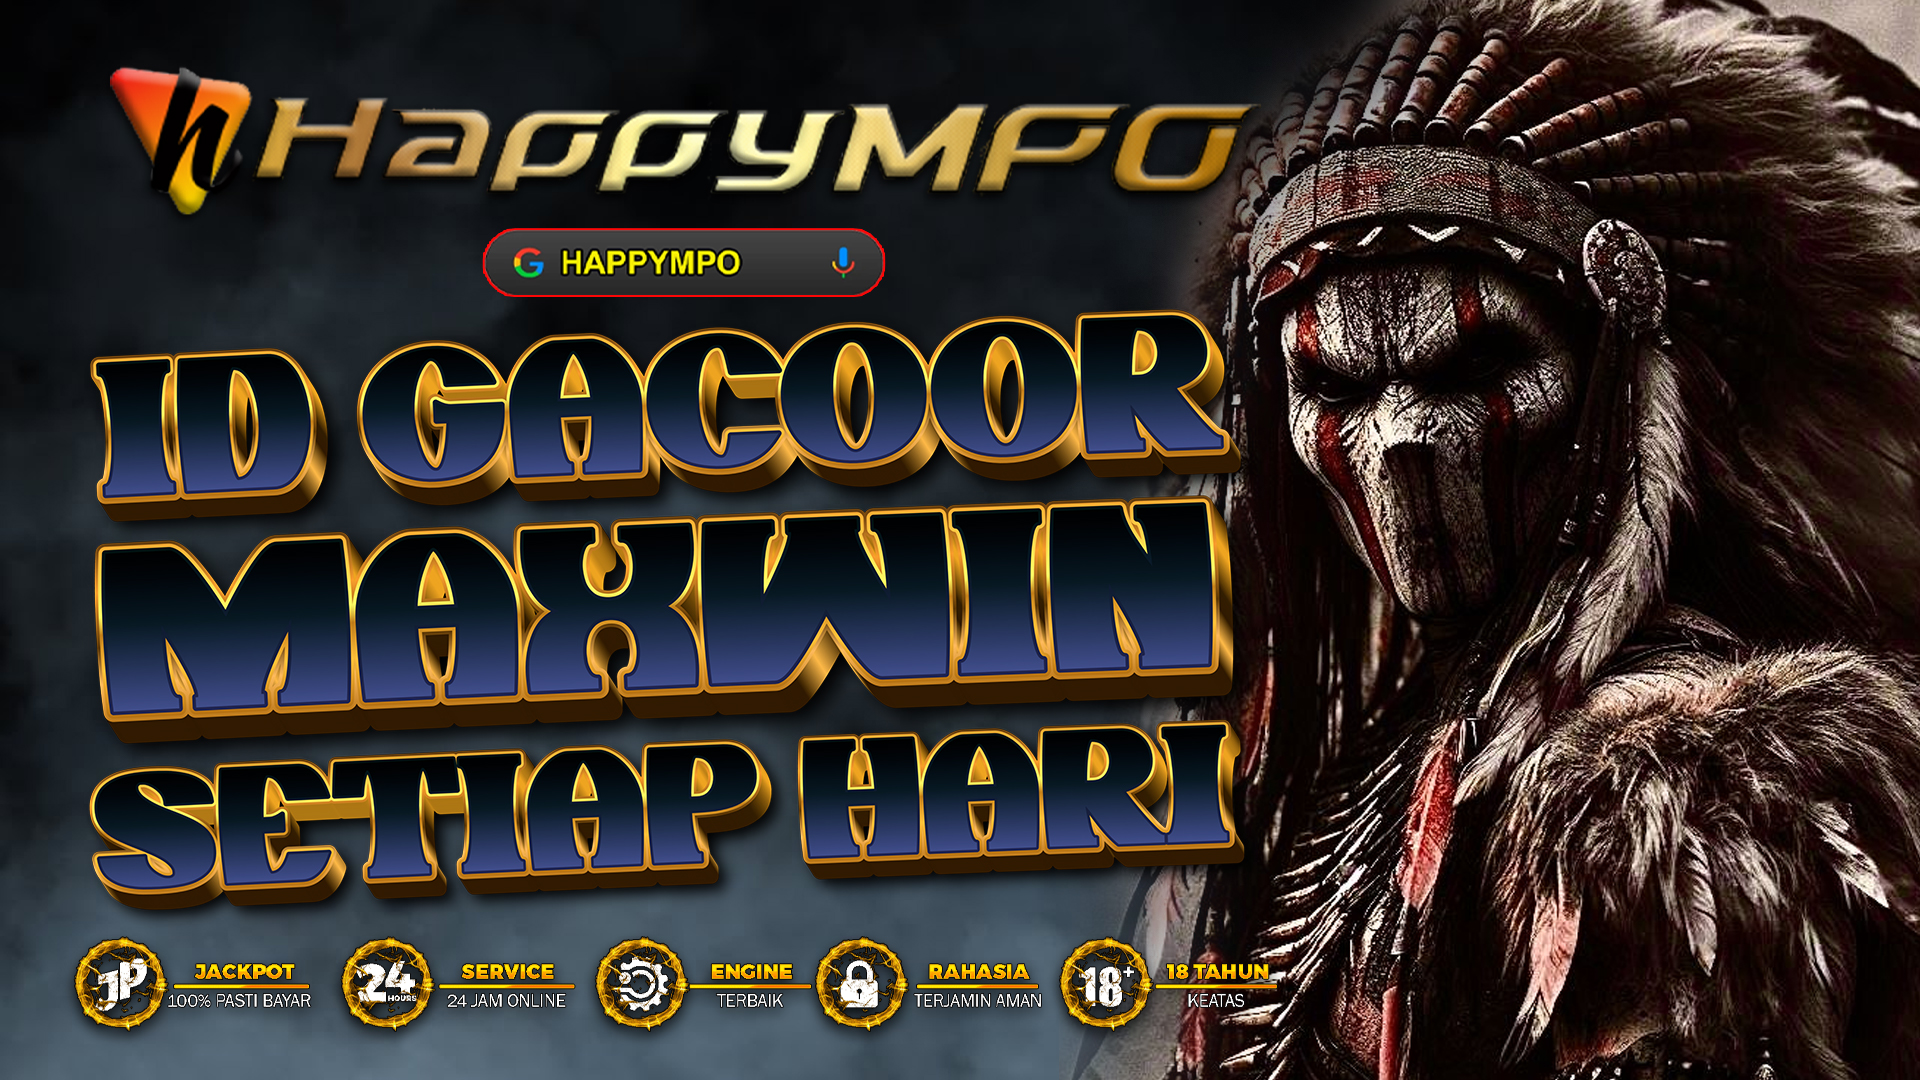 h HAPPYMPO
HAPPYMPO
ID GACOOR
MAXWIN
SETIAP HARI
JP JACKPOT
100% PASTI BAYAR
24 HOURS SERVICE
24 JAM ONLINE
ENGINE
TERBAIK
RAHASIA
TERJAMIN AMAN
18+ 18 TAHUN
KEATAS